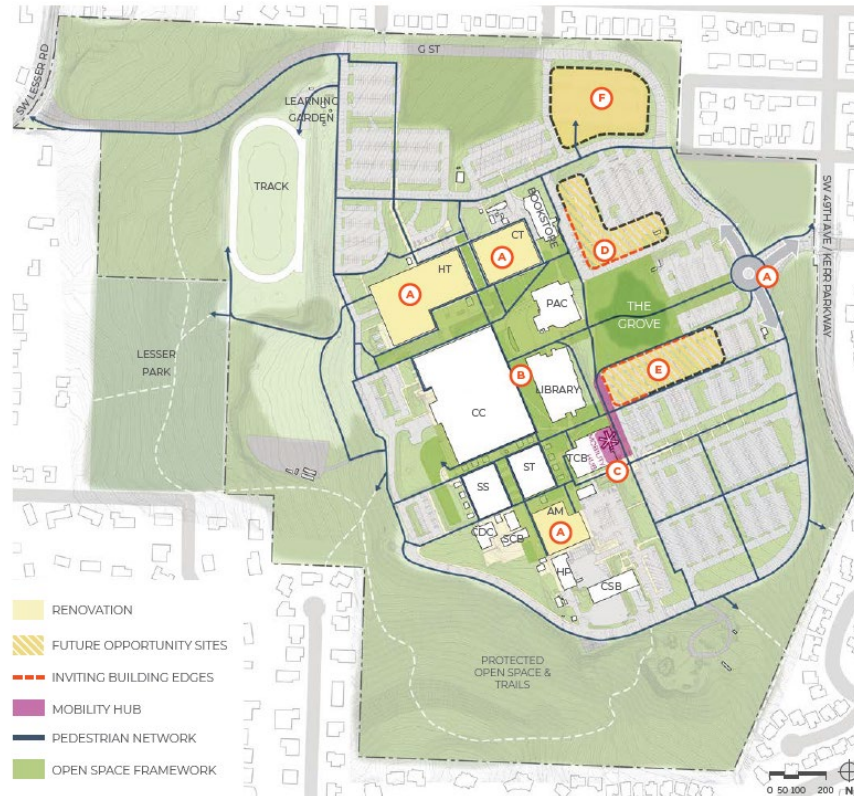 G ST
SW LESSER RD
F
LEARNING
GARDEN
TRACK
BOOKSTORE
CT
A
D
HT
A
SW 49TH AVE / KERR PARKWAY
A
PAC
THE
GROVE
LESSER
PARK
B
LIBRARY
E
CC
MOBILITY
HUB
TCB
C
ST
SS
AM
A
CDC
SCB
HP
CSB
PROTECTED
OPEN SPACE &
TRAILS
RENOVATION
FUTURE OPPORTUNITY SITES
INVITING BUILDING EDGES
MOBILITY HUB
PEDESTRIAN NETWORK
OPEN SPACE FRAMEWORK
0 50 100 200
N